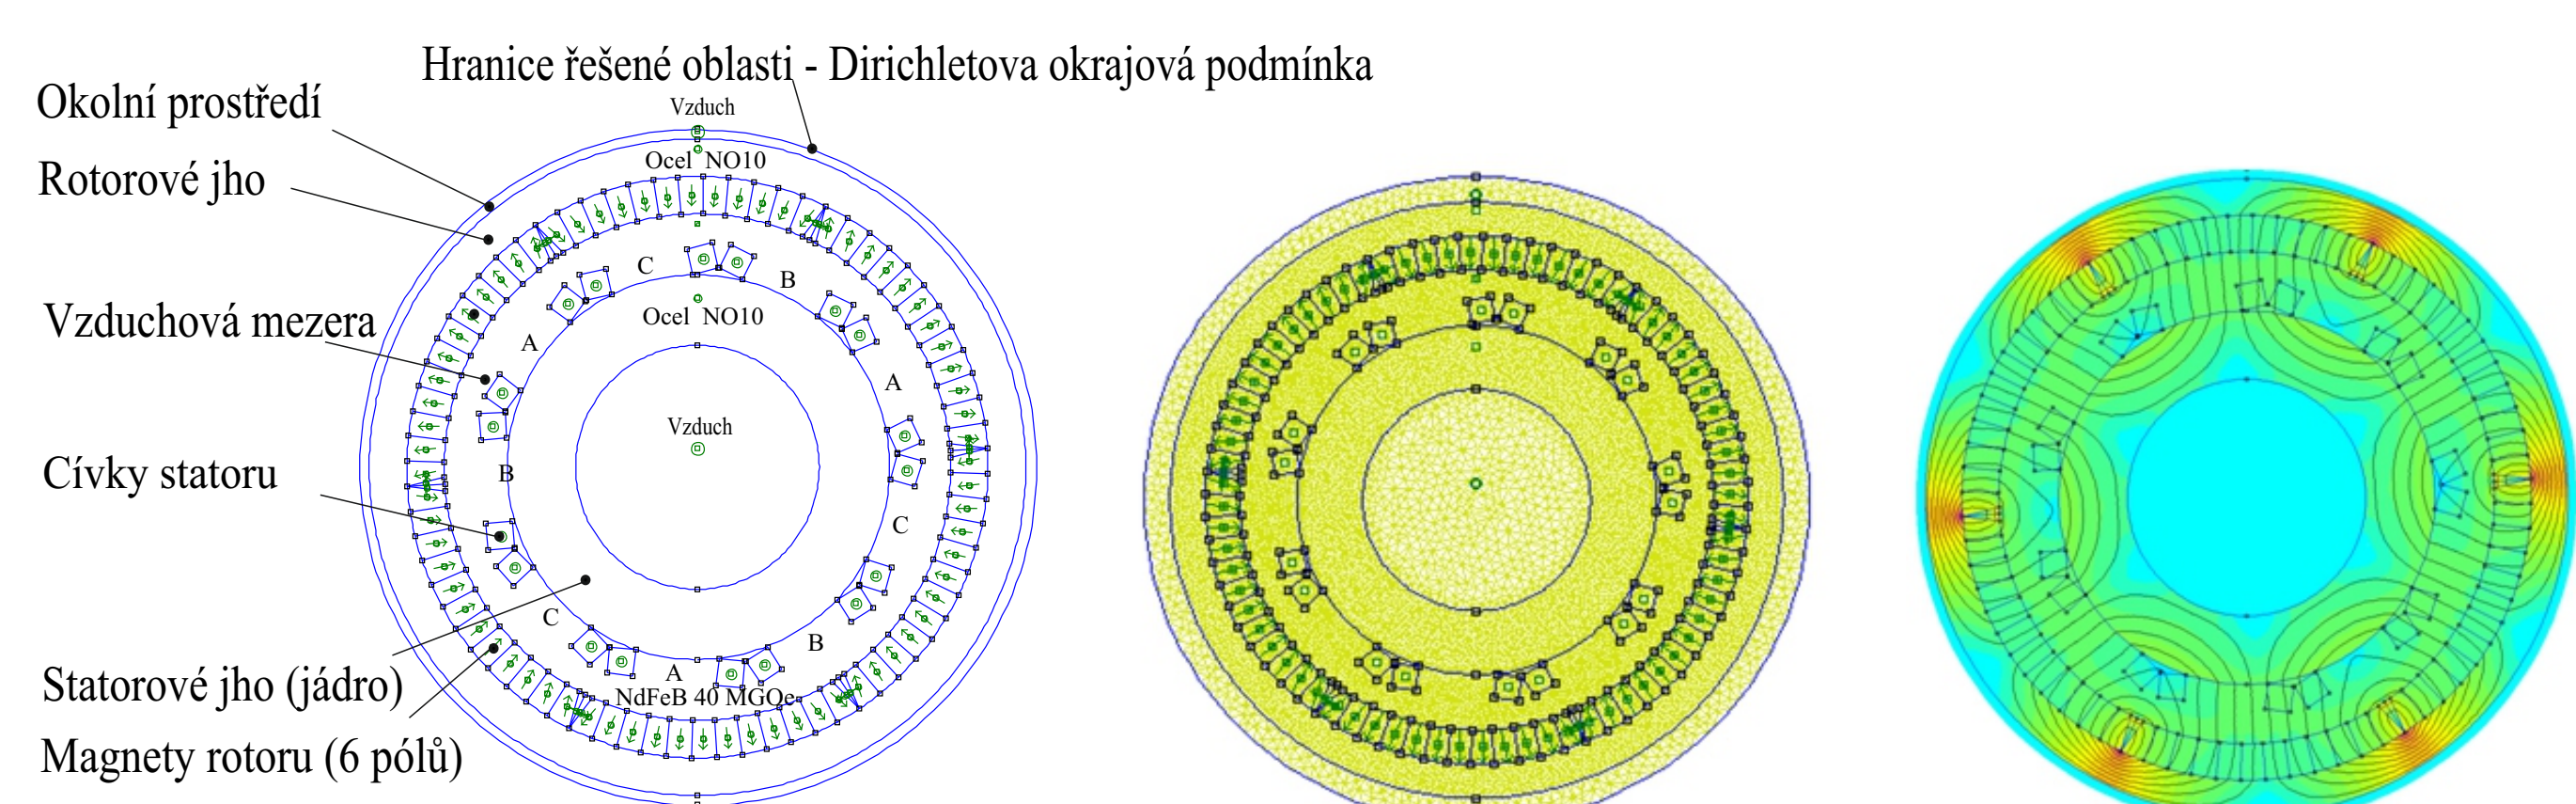 Hranice řešené oblasti - Dirichletova okrajová podmínka
Okolní prostředí
Vzduch
Ocel NO10
Rotorové jho
C
B
Vzduchová mezera
Ocel NO10
A
A
Vzduch
Cívky statoru
B
C
C
B
A
Statorové jho (jádro)
NdFeB 40 MGOe
Magnety rotoru (6 pólů)